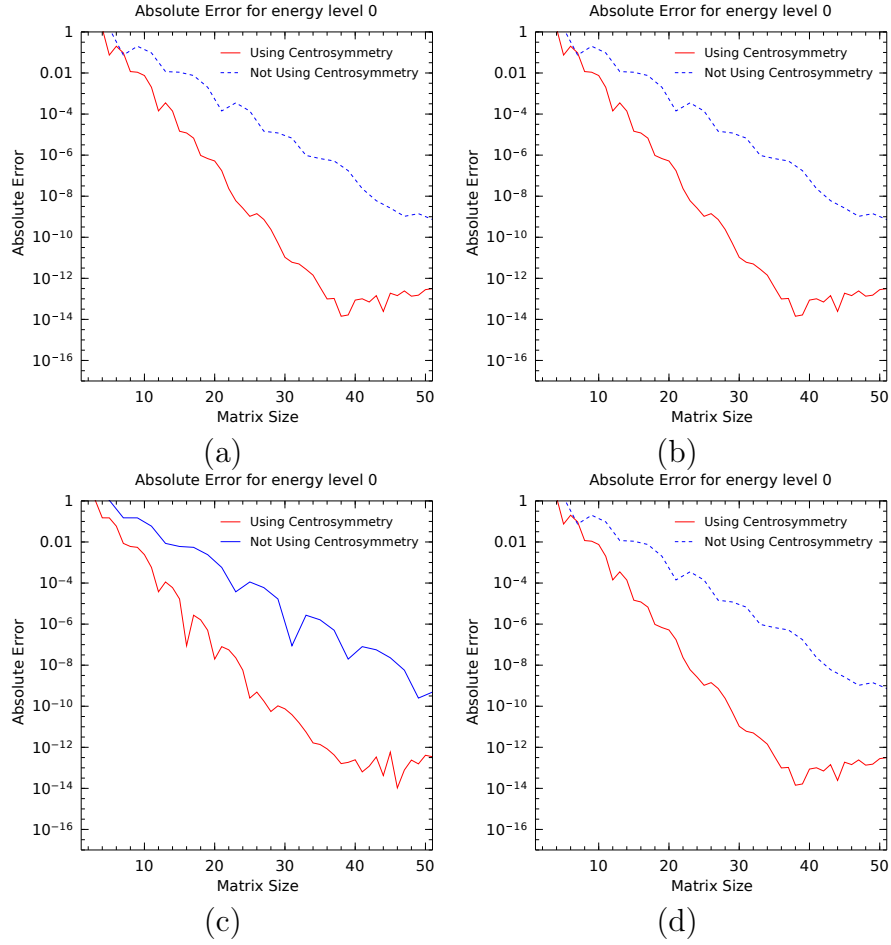 Absolute Error for energy level 0
Using Centrosymmetry
Not Using Centrosymmetry
Absolute Error
1
0.01
10⁻⁴
10⁻⁶
10⁻⁸
10⁻¹⁰
10⁻¹²
10⁻¹⁴
10⁻¹⁶
10 20 30 40 50
Matrix Size
(a)
Absolute Error for energy level 0
Using Centrosymmetry
Not Using Centrosymmetry
Absolute Error
1
0.01
10⁻⁴
10⁻⁶
10⁻⁸
10⁻¹⁰
10⁻¹²
10⁻¹⁴
10⁻¹⁶
10 20 30 40 50
Matrix Size
(b)
Absolute Error for energy level 0
Using Centrosymmetry
Not Using Centrosymmetry
Absolute Error
1
0.01
10⁻⁴
10⁻⁶
10⁻⁸
10⁻¹⁰
10⁻¹²
10⁻¹⁴
10⁻¹⁶
10 20 30 40 50
Matrix Size
(c)
Absolute Error for energy level 0
Using Centrosymmetry
Not Using Centrosymmetry
Absolute Error
1
0.01
10⁻⁴
10⁻⁶
10⁻⁸
10⁻¹⁰
10⁻¹²
10⁻¹⁴
10⁻¹⁶
10 20 30 40 50
Matrix Size
(d)